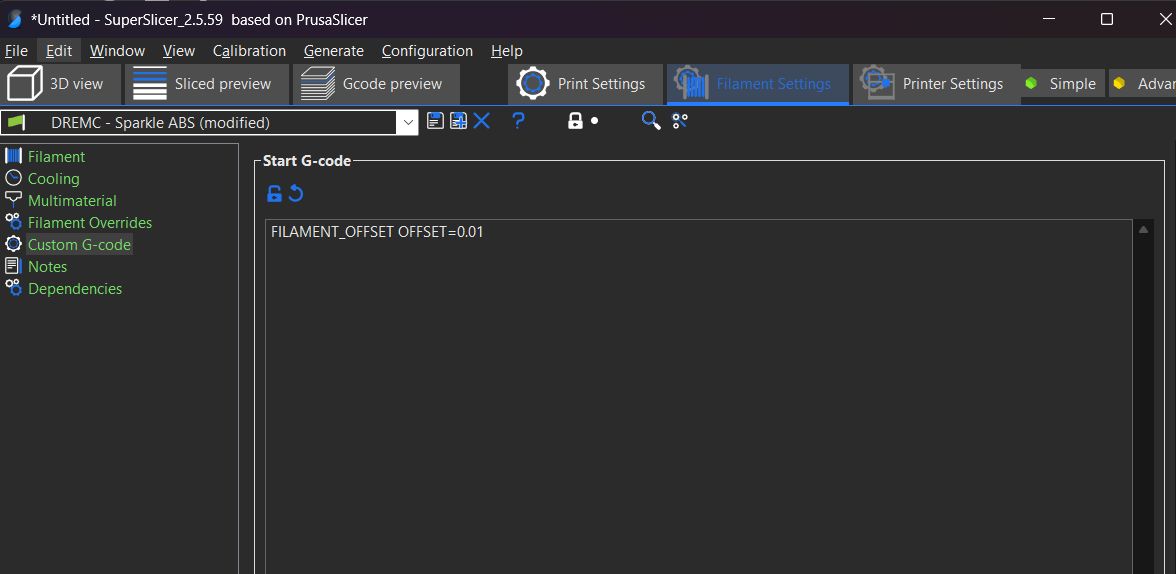 *Untitled - SuperSlicer_2.5.59 based on PrusaSlicer
File Edit Window View Calibration Generate Configuration Help
3D view Sliced preview Gcode preview Print Settings Filament Settings Printer Settings Simple Advan
DREMC - Sparkle ABS (modified)
Filament
Cooling
Multimaterial
Filament Overrides
Custom G-code
Notes
Dependencies
Start G-code
FILAMENT_OFFSET OFFSET=0.01